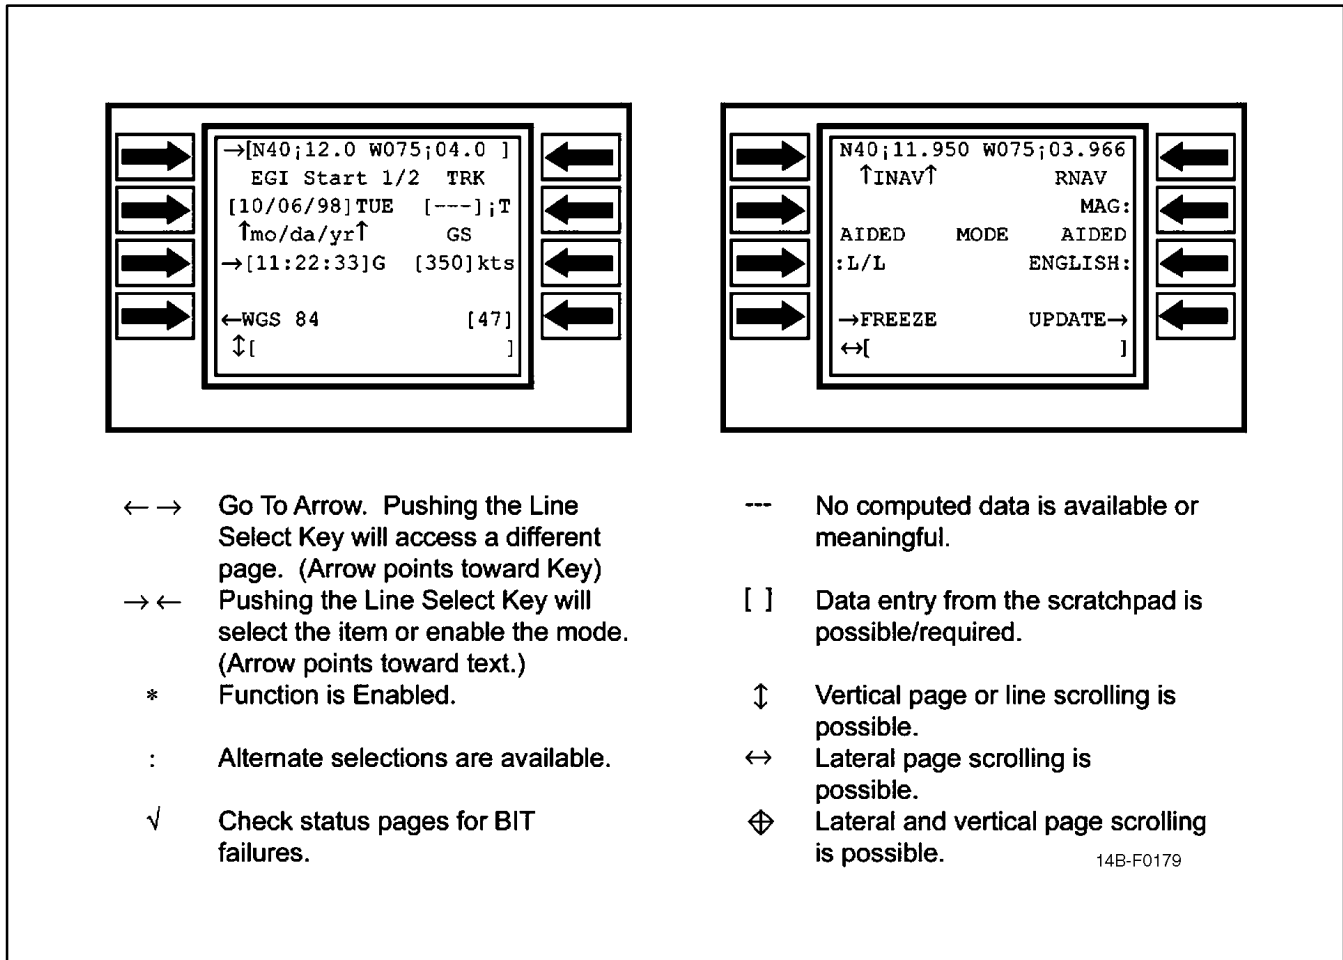 →[N40¡12.0 W075¡04.0 ]
EGI Start 1/2 TRK
[10/06/98]TUE [---]¡T
↑mo/da/yr↑ GS
→[11:22:33]G [350]kts
←WGS 84 [47]
↕[ ]
N40¡11.950 W075¡03.966
↑INAV↑ RNAV
MAG:
AIDED MODE AIDED
:L/L ENGLISH:
→FREEZE UPDATE→
↔[ ]
← → Go To Arrow. Pushing the Line
Select Key will access a different
page. (Arrow points toward Key)
→ ← Pushing the Line Select Key will
select the item or enable the mode.
(Arrow points toward text.)
* Function is Enabled.
: Alternate selections are available.
√ Check status pages for BIT
failures.
--- No computed data is available or
meaningful.
[ ] Data entry from the scratchpad is
possible/required.
↕ Vertical page or line scrolling is
possible.
↔ Lateral page scrolling is
possible.
⌖ Lateral and vertical page scrolling
is possible.
14B-F0179